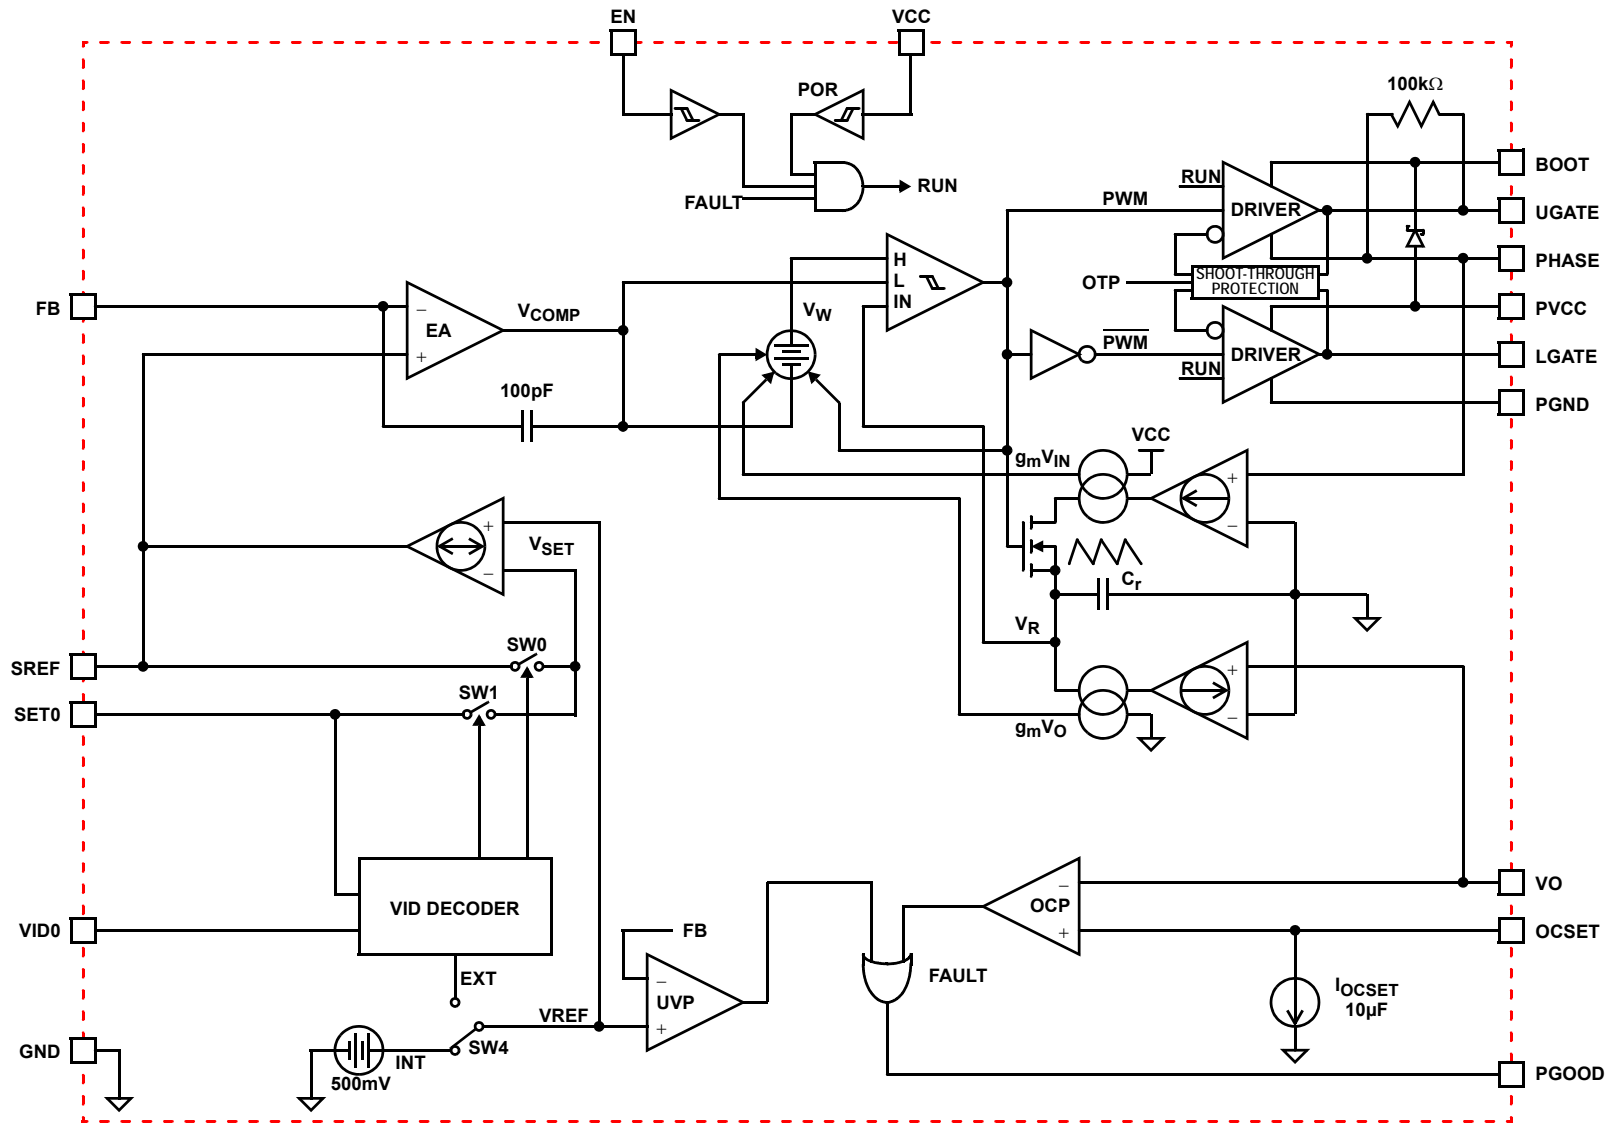 EN
VCC
POR
100kΩ
BOOT
RUN
RUN
FAULT
PWM
DRIVER
UGATE
H
L
IN
PHASE
SHOOT-THROUGH
PROTECTION
OTP
FB
−
EA
+
VCOMP
VW
PVCC
PWM
DRIVER
LGATE
RUN
100pF
PGND
VCC
gmVIN
+
−
+
VSET
−
Cr
VR
SREF
SW0
SW1
SET0
+
−
gmVO
VID DECODER
VID0
EXT
FB
−
UVP
+
VREF
SW4
INT
500mV
GND
−
OCP
+
VO
OCSET
FAULT
IOCSET
10µF
PGOOD